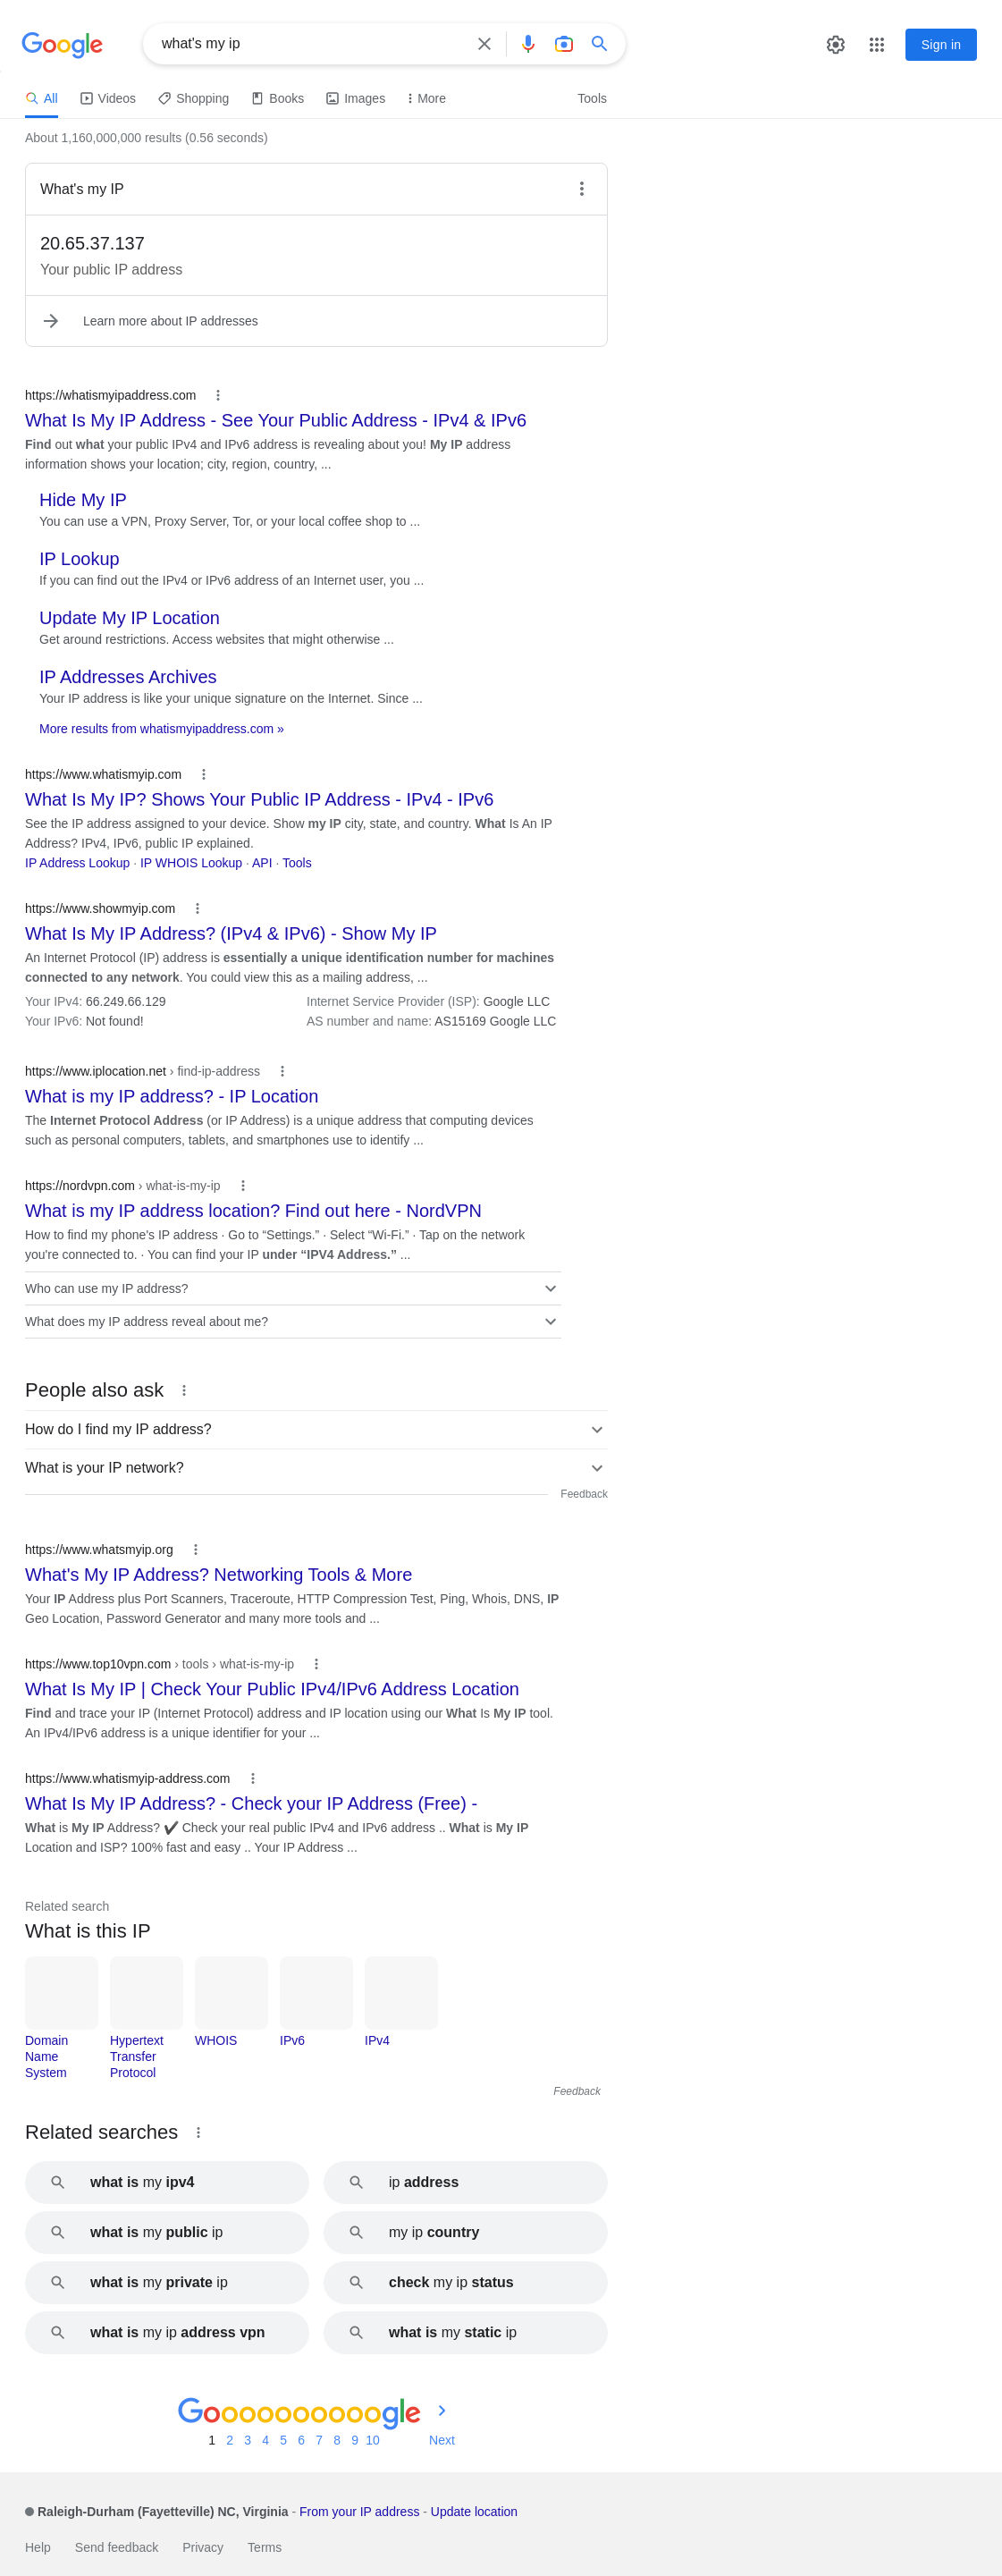 Google
what's my ip
Sign in
All
Videos
Shopping
Books
Images
More
Tools
About 1,160,000,000 results (0.56 seconds)
What's my IP
20.65.37.137
Your public IP address
Learn more about IP addresses
https://whatismyipaddress.com
What Is My IP Address - See Your Public Address - IPv4 & IPv6
Find out what your public IPv4 and IPv6 address is revealing about you! My IP address
information shows your location; city, region, country, ...
Hide My IP
You can use a VPN, Proxy Server, Tor, or your local coffee shop to ...
IP Lookup
If you can find out the IPv4 or IPv6 address of an Internet user, you ...
Update My IP Location
Get around restrictions. Access websites that might otherwise ...
IP Addresses Archives
Your IP address is like your unique signature on the Internet. Since ...
More results from whatismyipaddress.com »
https://www.whatismyip.com
What Is My IP? Shows Your Public IP Address - IPv4 - IPv6
See the IP address assigned to your device. Show my IP city, state, and country. What Is An IP
Address? IPv4, IPv6, public IP explained.
IP Address Lookup · IP WHOIS Lookup · API · Tools
https://www.showmyip.com
What Is My IP Address? (IPv4 & IPv6) - Show My IP
An Internet Protocol (IP) address is essentially a unique identification number for machines
connected to any network. You could view this as a mailing address, ...
Your IPv4: 66.249.66.129
Internet Service Provider (ISP): Google LLC
Your IPv6: Not found!
AS number and name: AS15169 Google LLC
https://www.iplocation.net › find-ip-address
What is my IP address? - IP Location
The Internet Protocol Address (or IP Address) is a unique address that computing devices
such as personal computers, tablets, and smartphones use to identify ...
https://nordvpn.com › what-is-my-ip
What is my IP address location? Find out here - NordVPN
How to find my phone's IP address · Go to “Settings.” · Select “Wi-Fi.” · Tap on the network
you're connected to. · You can find your IP under “IPV4 Address.” ...
Who can use my IP address?
What does my IP address reveal about me?
People also ask
How do I find my IP address?
What is your IP network?
Feedback
https://www.whatsmyip.org
What's My IP Address? Networking Tools & More
Your IP Address plus Port Scanners, Traceroute, HTTP Compression Test, Ping, Whois, DNS, IP
Geo Location, Password Generator and many more tools and ...
https://www.top10vpn.com › tools › what-is-my-ip
What Is My IP | Check Your Public IPv4/IPv6 Address Location
Find and trace your IP (Internet Protocol) address and IP location using our What Is My IP tool.
An IPv4/IPv6 address is a unique identifier for your ...
https://www.whatismyip-address.com
What Is My IP Address? - Check your IP Address (Free) -
What is My IP Address? ✔️ Check your real public IPv4 and IPv6 address .. What is My IP
Location and ISP? 100% fast and easy .. Your IP Address ...
Related search
What is this IP
Domain
Name
System
Hypertext
Transfer
Protocol
WHOIS
IPv6
IPv4
Feedback
Related searches
what is my ipv4
ip address
what is my public ip
my ip country
what is my private ip
check my ip status
what is my ip address vpn
what is my static ip
Goooooooooogle
1 2 3 4 5 6 7 8 9 10 Next
Raleigh-Durham (Fayetteville) NC, Virginia - From your IP address - Update location
Help Send feedback Privacy Terms